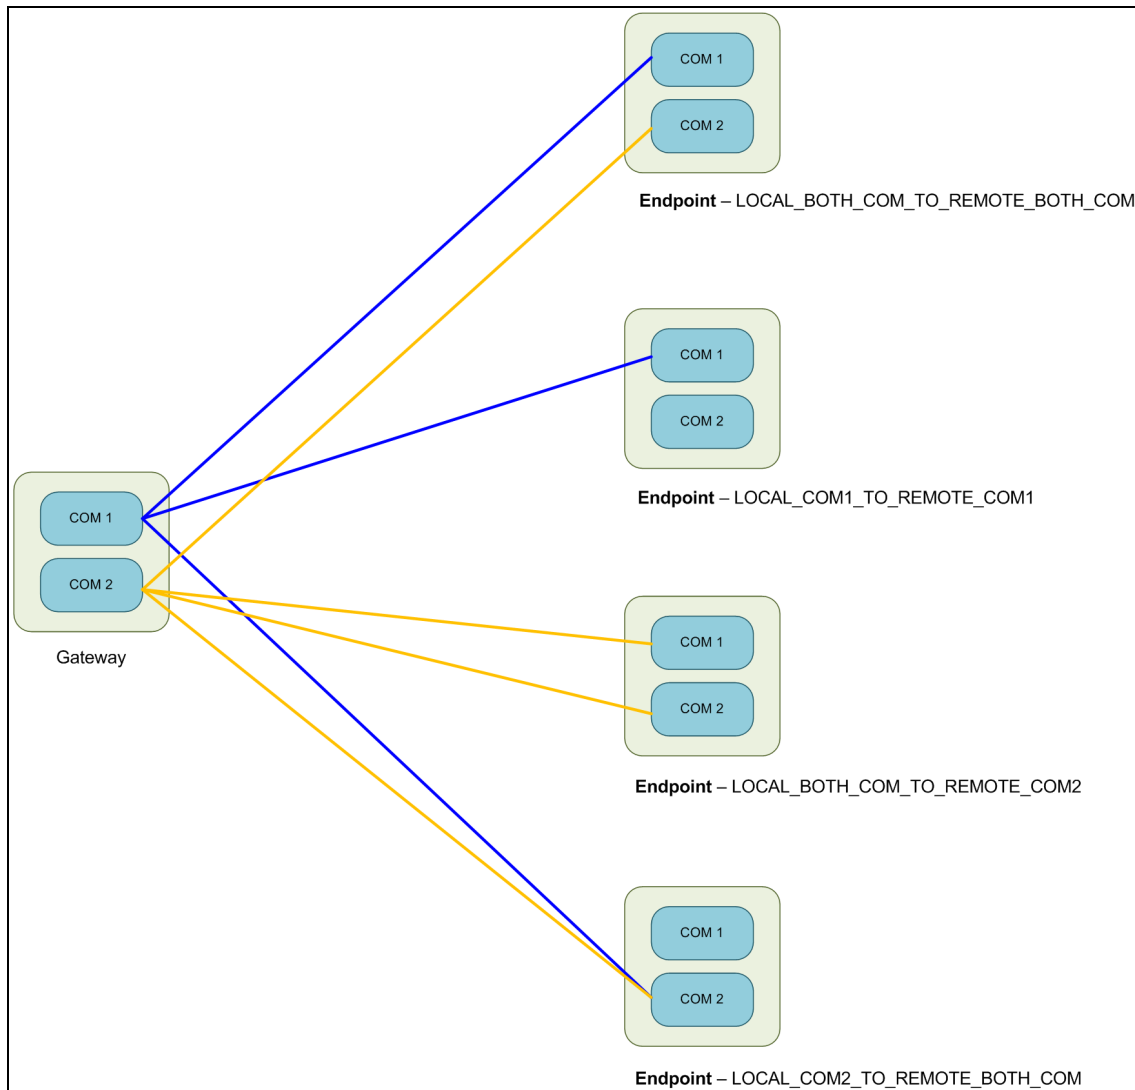 COM 1
COM 2
Endpoint – LOCAL_BOTH_COM_TO_REMOTE_BOTH_COM
COM 1
COM 2
Endpoint – LOCAL_COM1_TO_REMOTE_COM1
COM 1
COM 2
Gateway
COM 1
COM 2
Endpoint – LOCAL_BOTH_COM_TO_REMOTE_COM2
COM 1
COM 2
Endpoint – LOCAL_COM2_TO_REMOTE_BOTH_COM